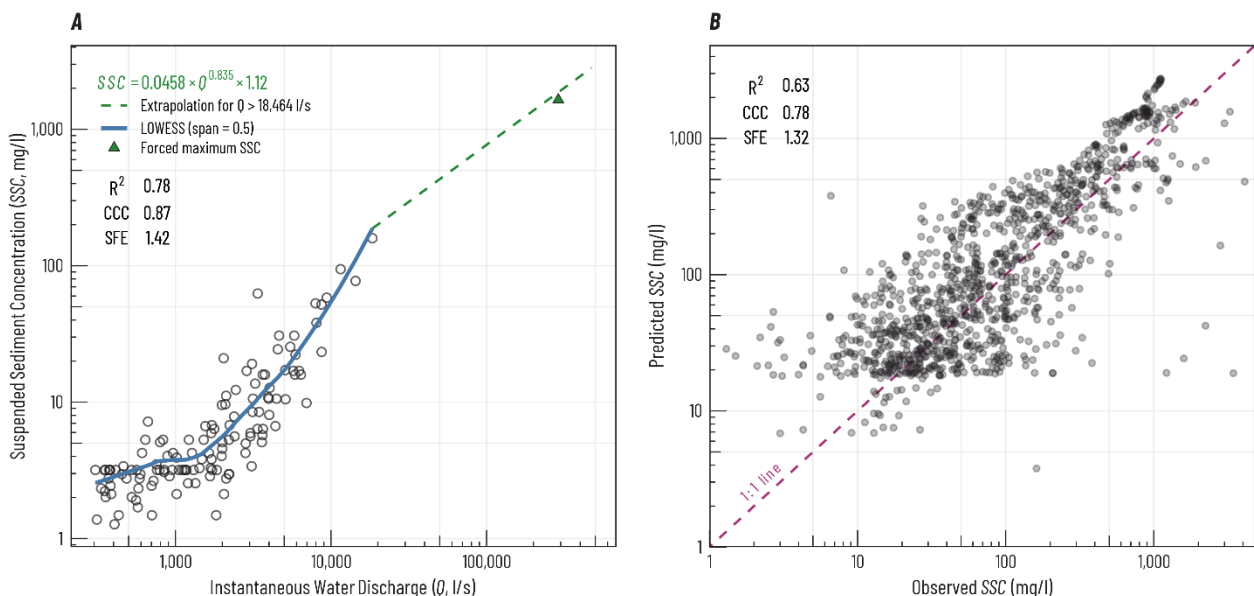 A
SSC = 0.0458 × Q^0.835 × 1.12
Extrapolation for Q > 18,464 l/s
LOWESS (span = 0.5)
Forced maximum SSC
R² 0.78
CCC 0.87
SFE 1.42
Suspended Sediment Concentration (SSC, mg/l)
1,000
100
10
1
1,000
10,000
100,000
Instantaneous Water Discharge (Q, l/s)
B
R² 0.63
CCC 0.78
SFE 1.32
1:1 line
Predicted SSC (mg/l)
1,000
100
10
1
1
10
100
1,000
Observed SSC (mg/l)